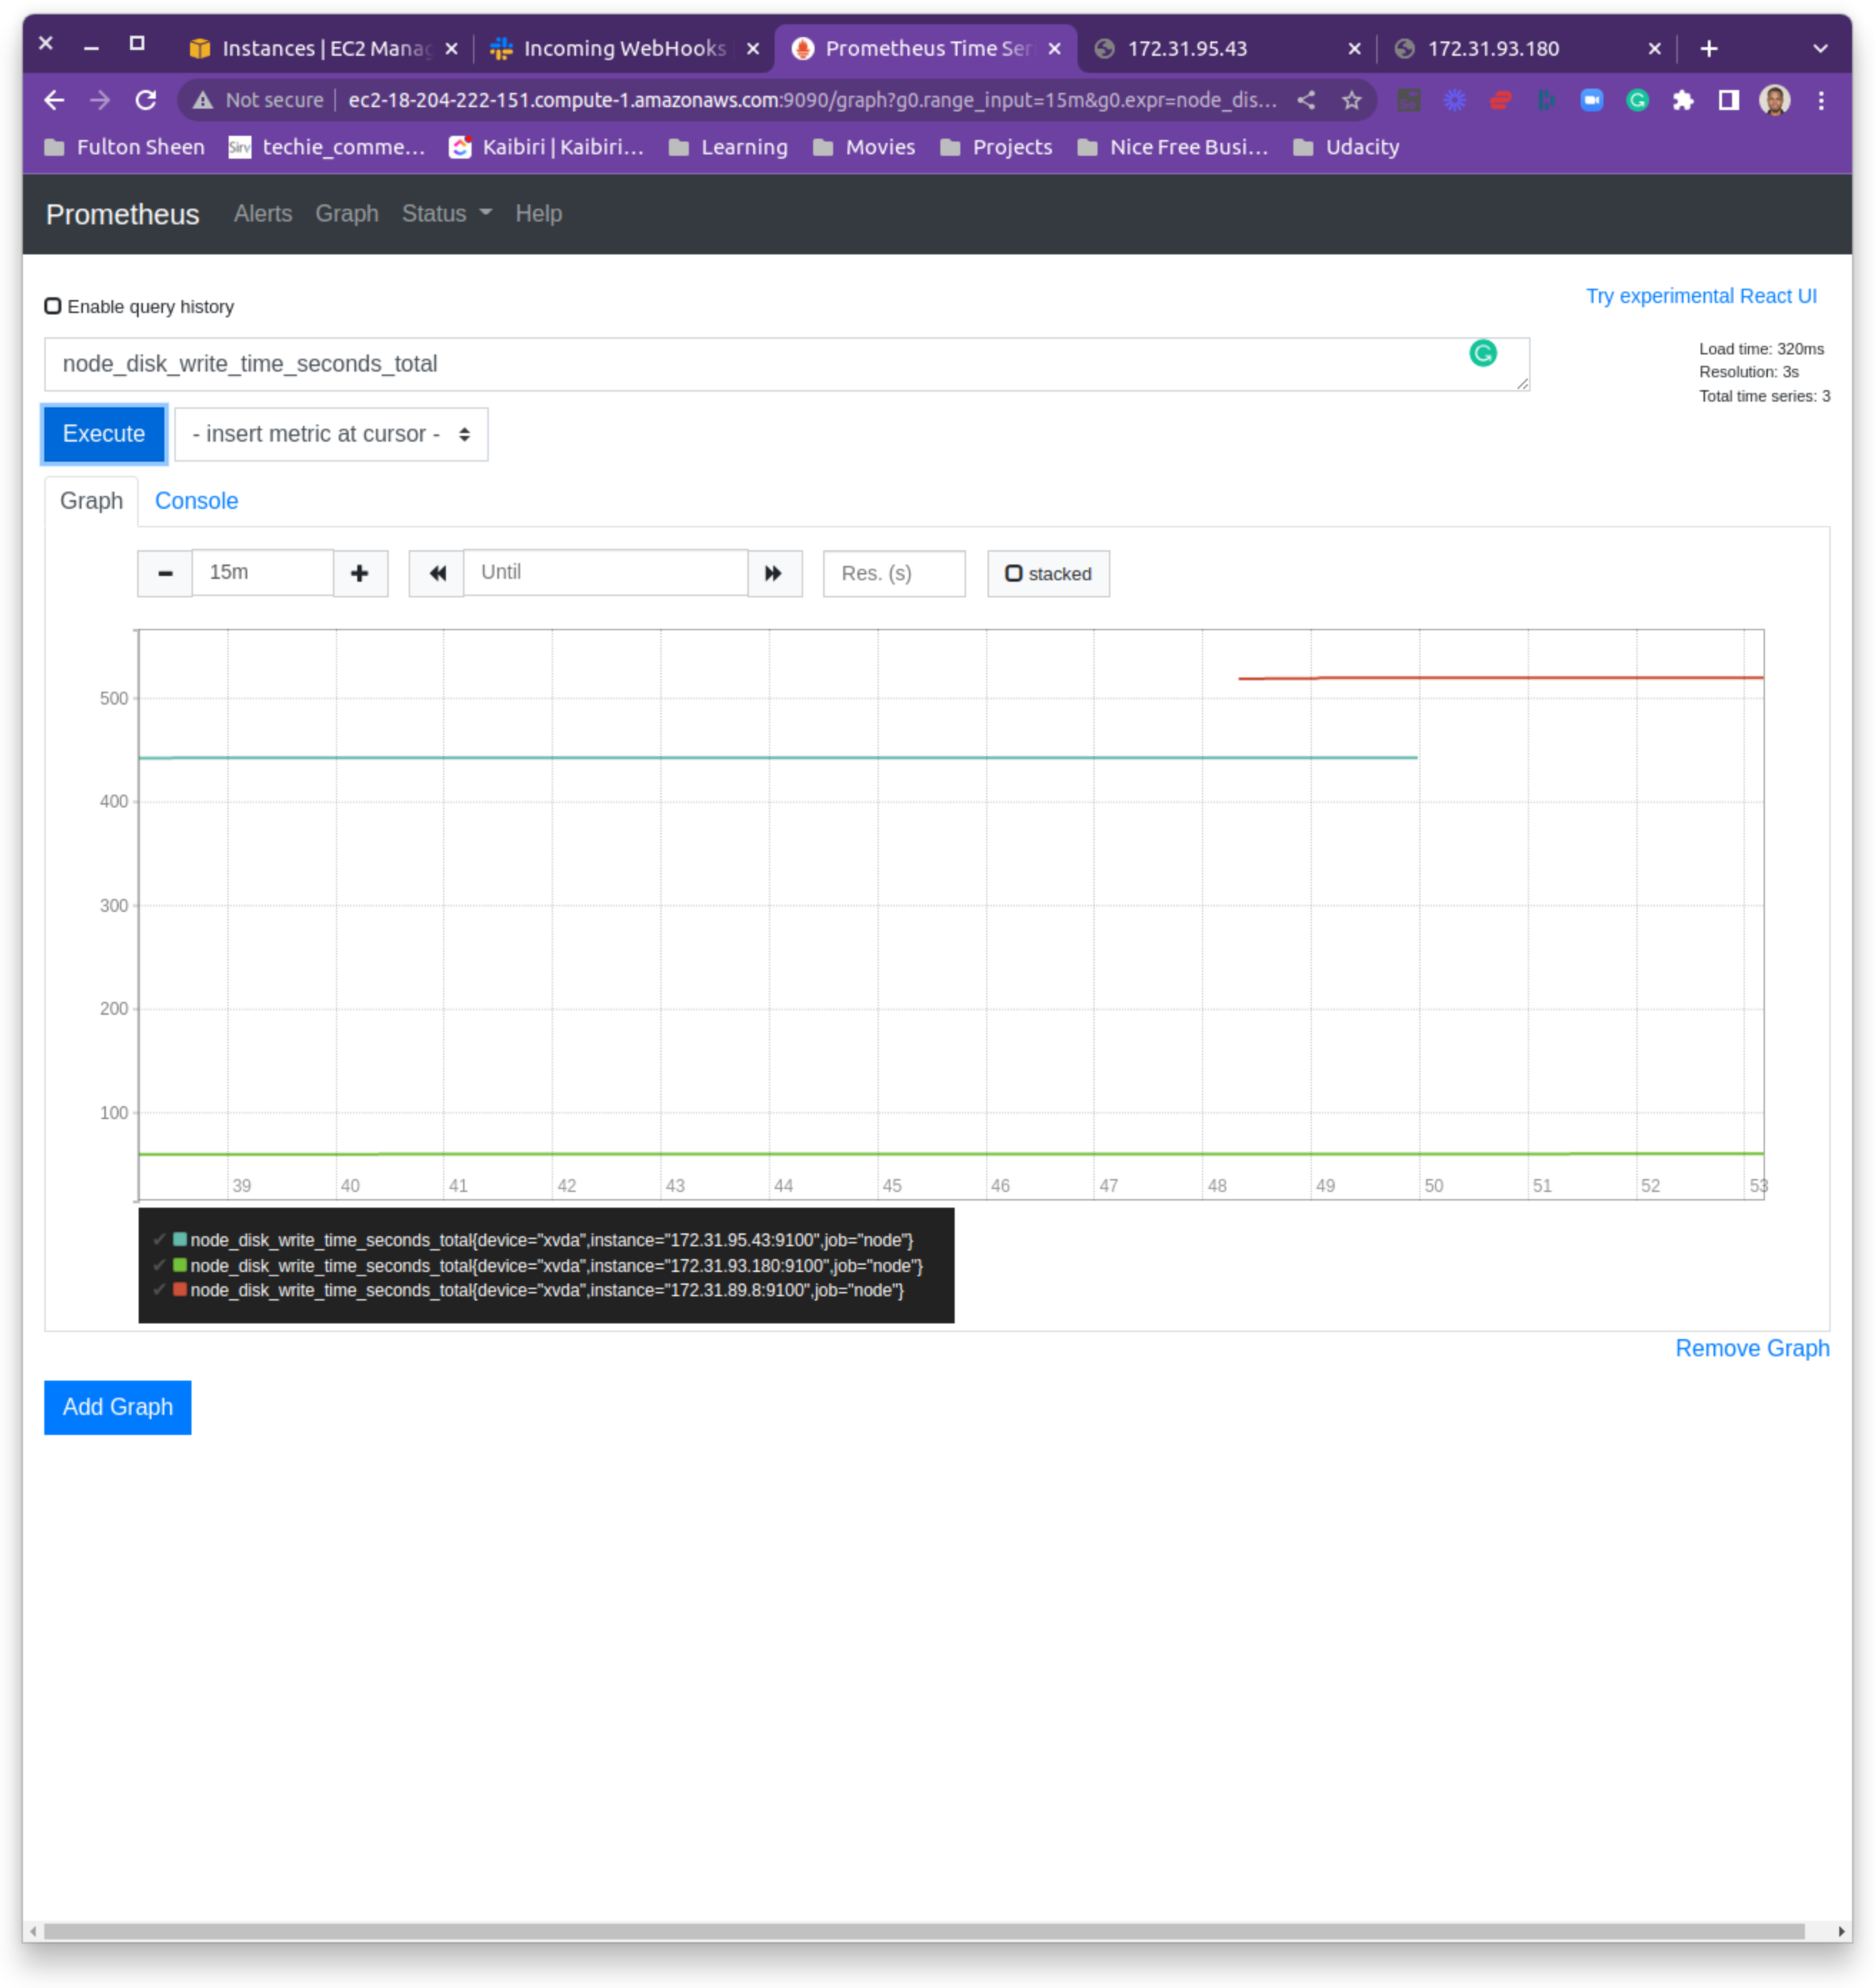 Instances | EC2 Manag
Incoming WebHooks
Prometheus Time Ser
172.31.95.43
172.31.93.180
Not secure
ec2-18-204-222-151.compute-1.amazonaws.com:9090/graph?g0.range_input=15m&g0.expr=node_dis...
Fulton Sheen
Sirv
techie_comme...
Kaibiri | Kaibiri...
Learning
Movies
Projects
Nice Free Busi...
Udacity
Prometheus
Alerts
Graph
Status
Help
Enable query history
Try experimental React UI
node_disk_write_time_seconds_total
Load time: 320ms
Resolution: 3s
Total time series: 3
Execute
- insert metric at cursor -
Graph
Console
15m
Until
Res. (s)
stacked
500
400
300
200
100
39 40 41 42 43 44 45 46 47 48 49 50 51 52 53
node_disk_write_time_seconds_total{device="xvda",instance="172.31.95.43:9100",job="node"}
node_disk_write_time_seconds_total{device="xvda",instance="172.31.93.180:9100",job="node"}
node_disk_write_time_seconds_total{device="xvda",instance="172.31.89.8:9100",job="node"}
Remove Graph
Add Graph